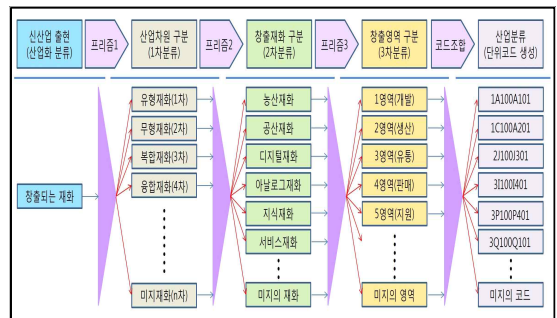 신산업 출현
(산업화 분류)
프리즘1
산업차원 구분
(1차분류)
프리즘2
창출재화 구분
(2차분류)
프리즘3
창출영역 구분
(3차분류)
코드조합
산업분류
(단위코드 생성)
창출되는 재화
유형재화(1차)
무형재화(2차)
복합재화(3차)
융합재화(4차)
미지재화(n차)
농산재화
공산재화
디지털재화
아날로그재화
지식재화
서비스재화
미지의 재화
1영역(개발)
2영역(생산)
3영역(유통)
4영역(판매)
5영역(지원)
미지의 영역
1A100A101
1C100A201
2J100J301
3I100I401
3P100P401
3Q100Q101
미지의 코드